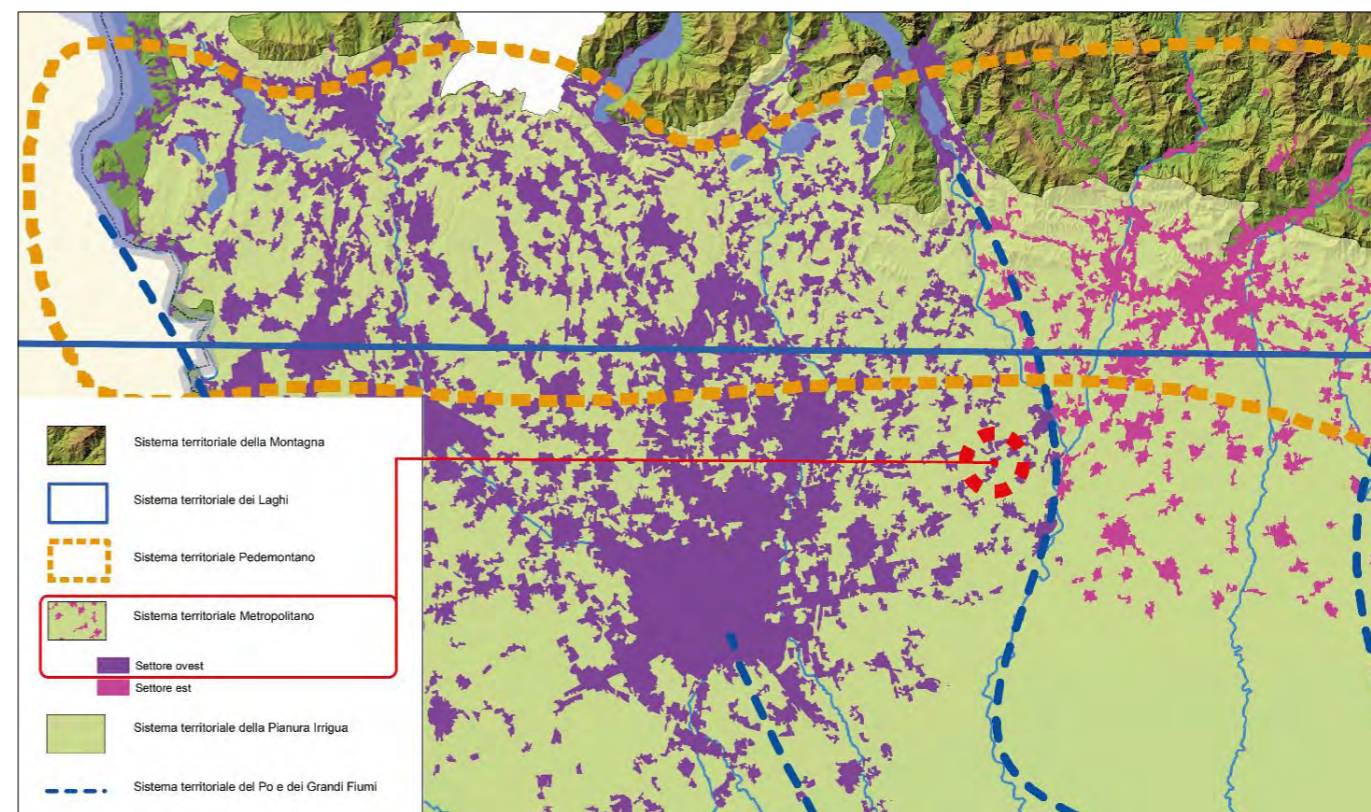 Sistema territoriale della Montagna
Sistema territoriale dei Laghi
Sistema territoriale Pedemontano
Sistema territoriale Metropolitano
Settore ovest
Settore est
Sistema territoriale della Pianura Irrigua
Sistema territoriale del Po e dei Grandi Fiumi